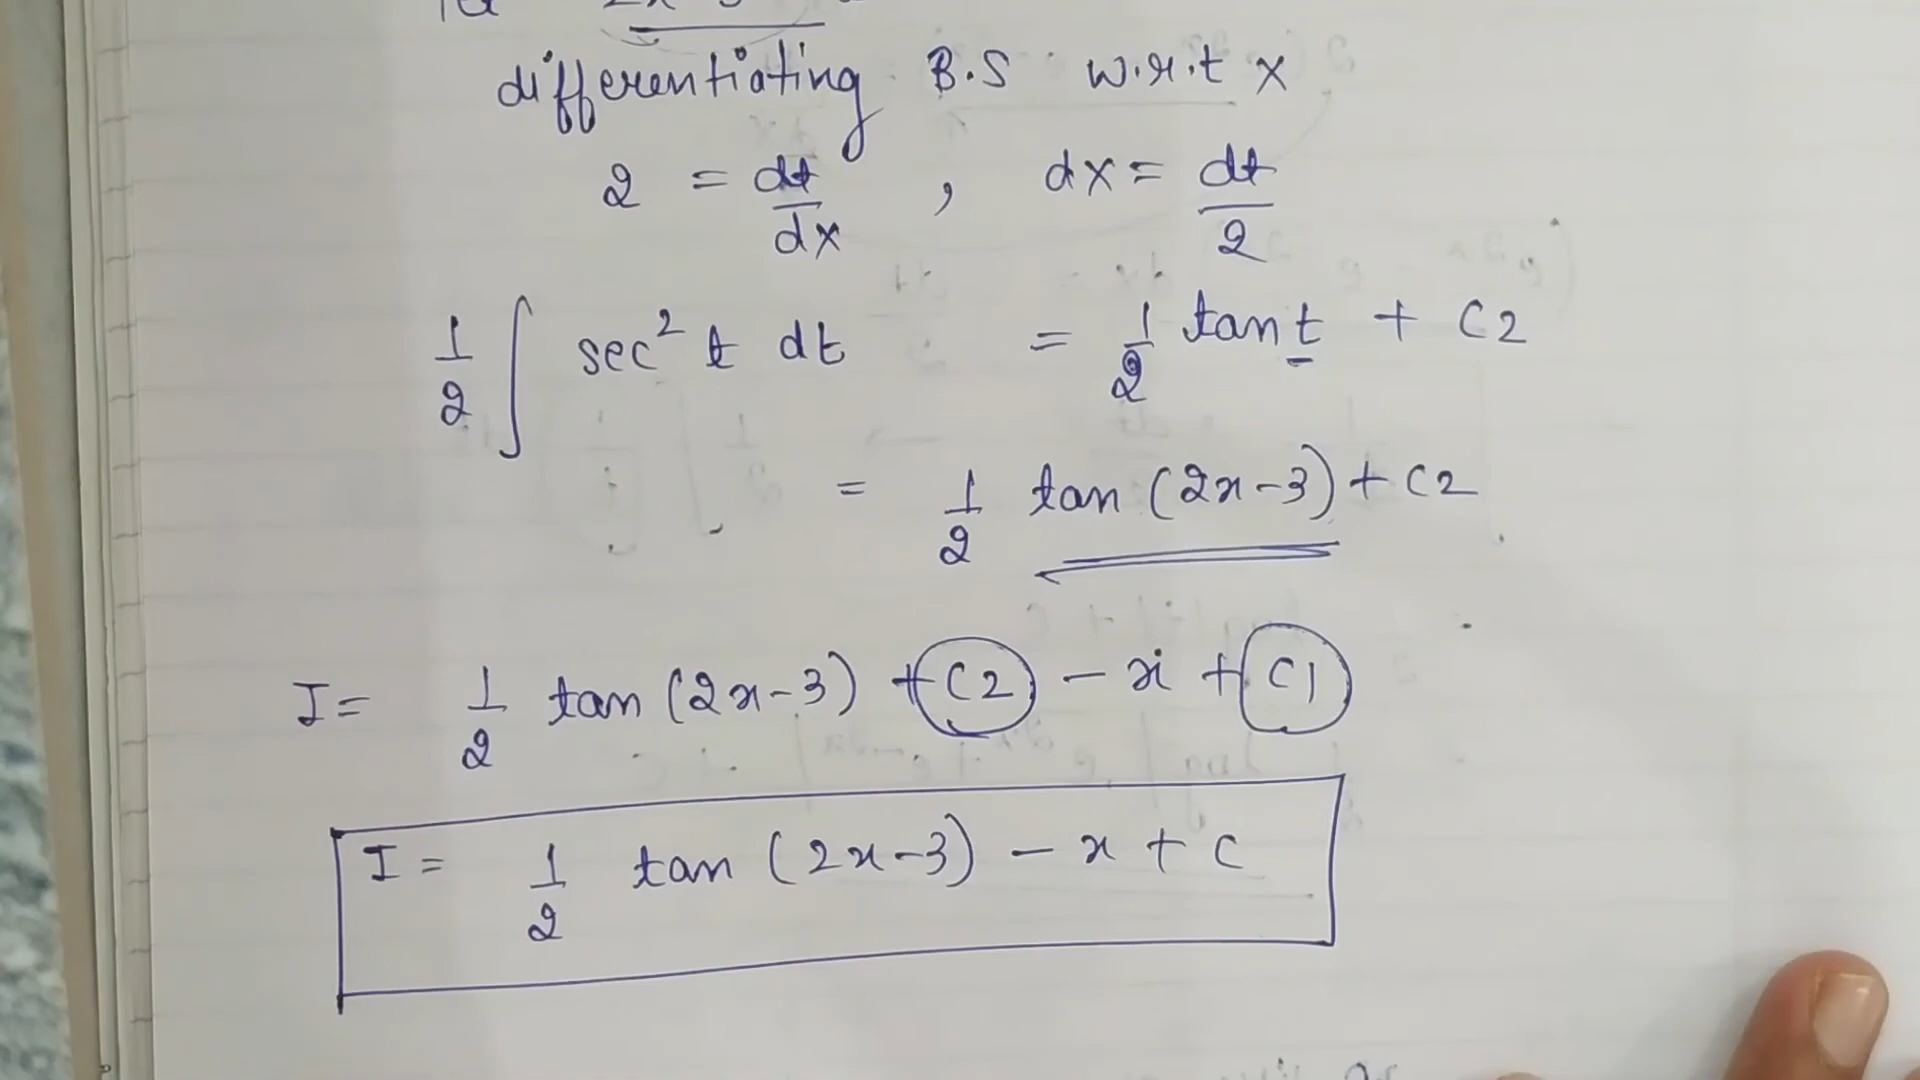 differentiating B.S w.r.t x
2 = dt/dx , dx = dt/2
1/2 ∫ sec² t dt = 1/2 tan t + C2
= 1/2 tan (2x-3) + C2
I = 1/2 tan (2x-3) + C2 - x + C1
I = 1/2 tan (2x-3) - x + C